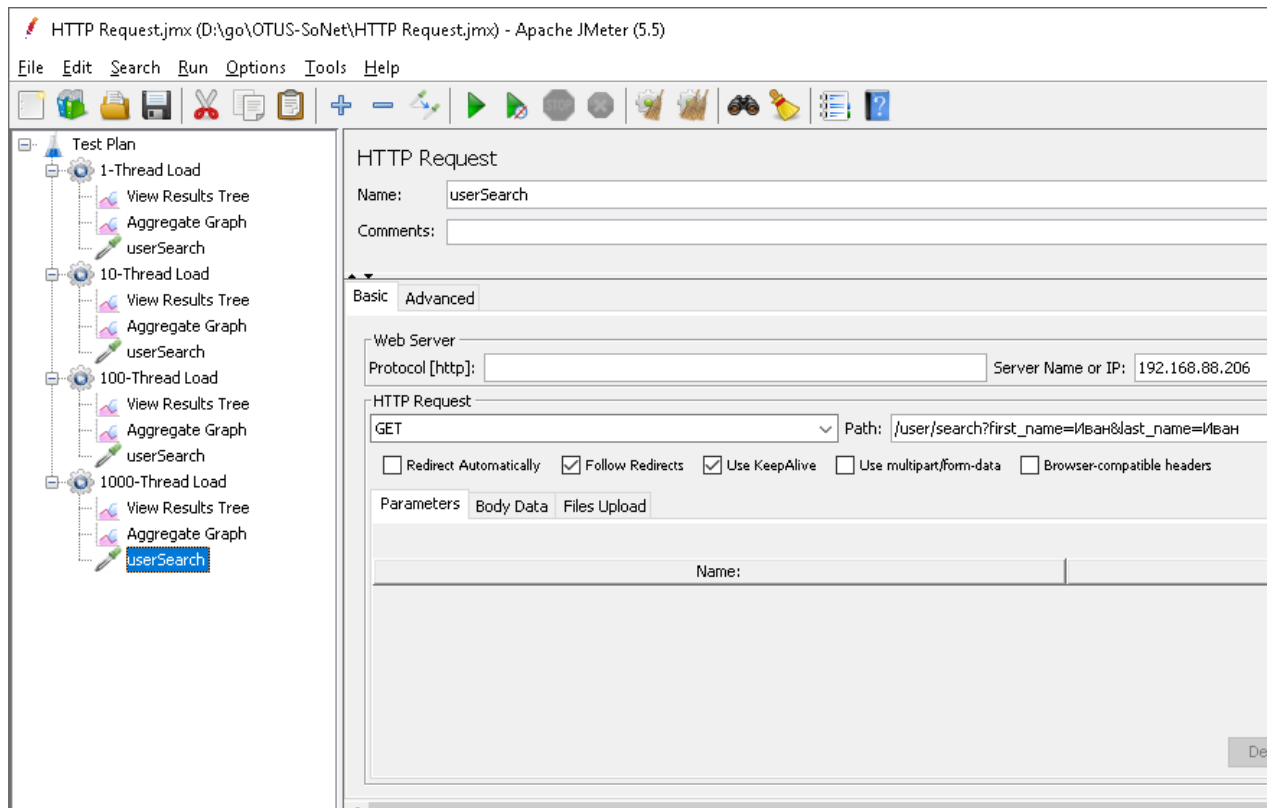 HTTP Request.jmx (D:\go\OTUS-SoNet\HTTP Request.jmx) - Apache JMeter (5.5)
File Edit Search Run Options Tools Help
STOP
Test Plan
1-Thread Load
View Results Tree
Aggregate Graph
userSearch
10-Thread Load
View Results Tree
Aggregate Graph
userSearch
100-Thread Load
View Results Tree
Aggregate Graph
userSearch
1000-Thread Load
View Results Tree
Aggregate Graph
userSearch
HTTP Request
Name: userSearch
Comments:
Basic Advanced
Web Server
Protocol [http]: Server Name or IP: 192.168.88.206
HTTP Request
GET Path: /user/search?first_name=Иван&last_name=Иван
Redirect Automatically Follow Redirects Use KeepAlive Use multipart/form-data Browser-compatible headers
Parameters Body Data Files Upload
Name:
De